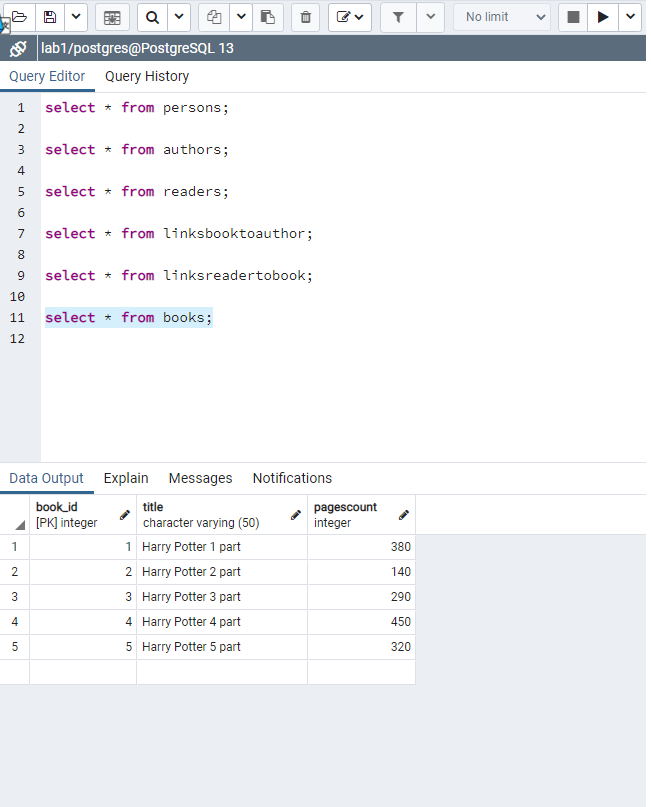 No limit
lab1/postgres@PostgreSQL 13
Query Editor Query History
1 select * from persons;
2
3 select * from authors;
4
5 select * from readers;
6
7 select * from linksbooktoauthor;
8
9 select * from linksreadertobook;
10
11 select * from books;
12
Data Output Explain Messages Notifications
book_id title pagescount
[PK] integer character varying (50) integer
1 1 Harry Potter 1 part 380
2 2 Harry Potter 2 part 140
3 3 Harry Potter 3 part 290
4 4 Harry Potter 4 part 450
5 5 Harry Potter 5 part 320